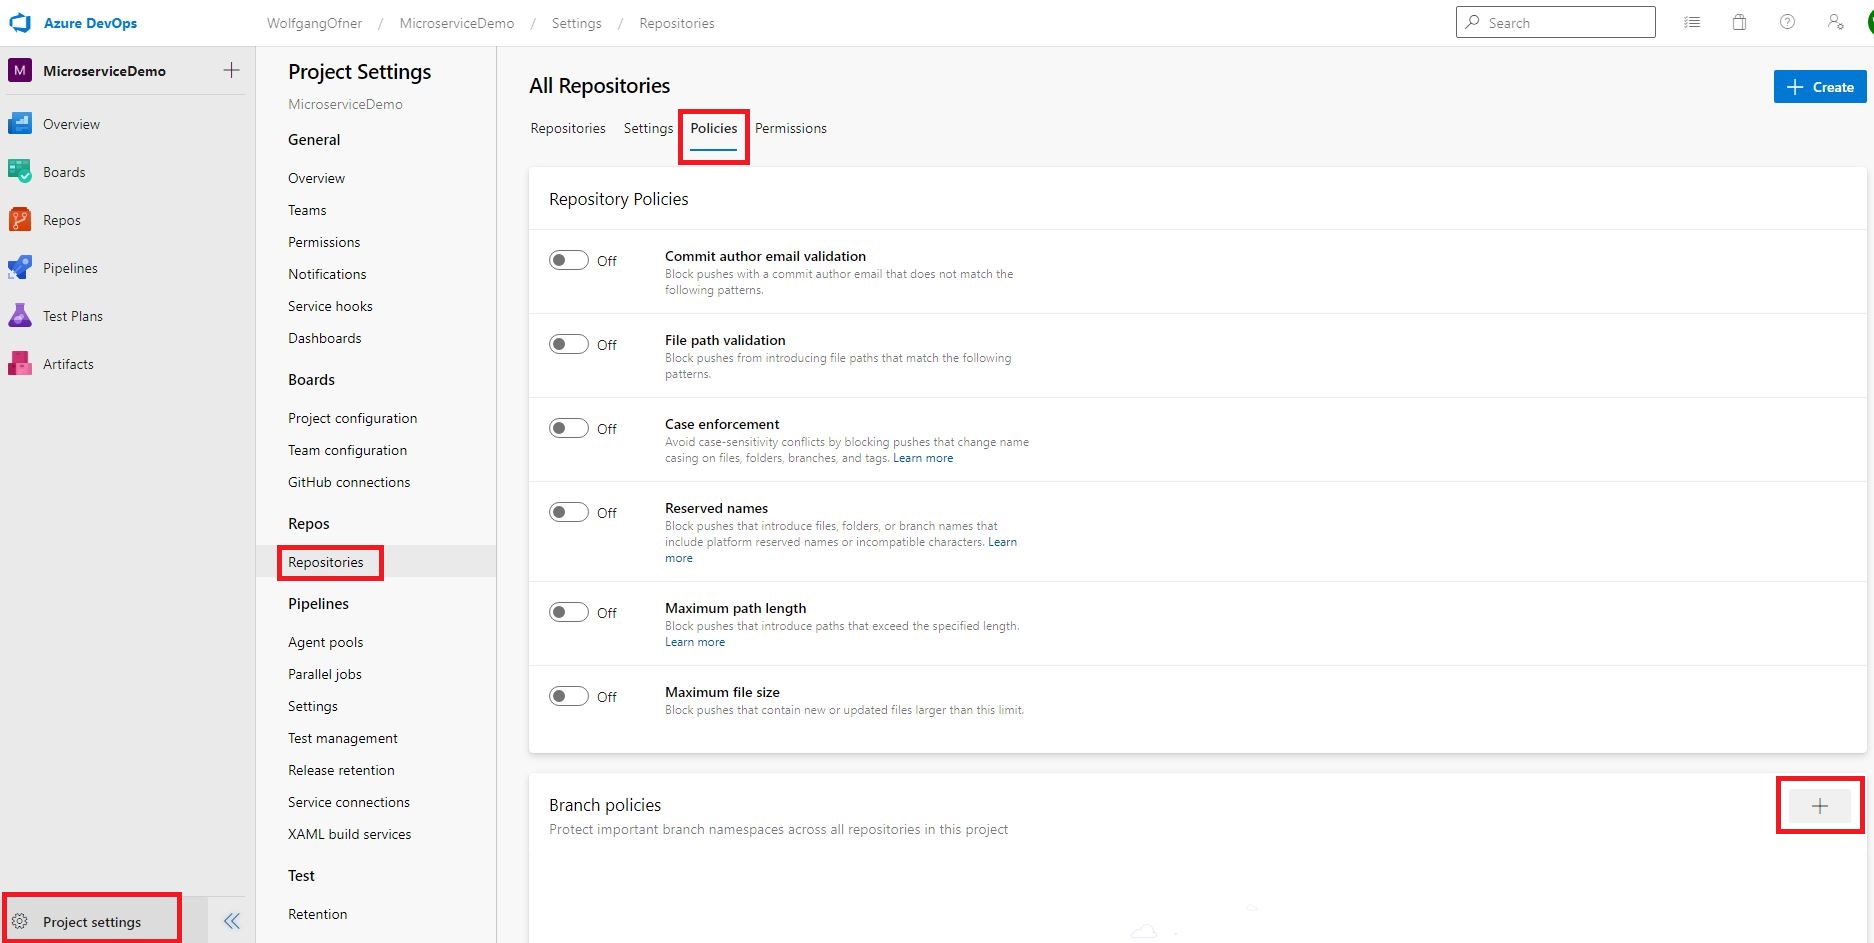 Azure DevOps
WolfgangOfner / MicroserviceDemo / Settings / Repositories
Search
M MicroserviceDemo
Overview
Boards
Repos
Pipelines
Test Plans
Artifacts
Project settings
Project Settings
MicroserviceDemo
General
Overview
Teams
Permissions
Notifications
Service hooks
Dashboards
Boards
Project configuration
Team configuration
GitHub connections
Repos
Repositories
Pipelines
Agent pools
Parallel jobs
Settings
Test management
Release retention
Service connections
XAML build services
Test
Retention
All Repositories
+ Create
Repositories Settings Policies Permissions
Repository Policies
Off
Commit author email validation
Block pushes with a commit author email that does not match the
following patterns.
Off
File path validation
Block pushes from introducing file paths that match the following
patterns.
Off
Case enforcement
Avoid case-sensitivity conflicts by blocking pushes that change name
casing on files, folders, branches, and tags. Learn more
Off
Reserved names
Block pushes that introduce files, folders, or branch names that
include platform reserved names or incompatible characters. Learn
more
Off
Maximum path length
Block pushes that introduce paths that exceed the specified length.
Learn more
Off
Maximum file size
Block pushes that contain new or updated files larger than this limit.
Branch policies
Protect important branch namespaces across all repositories in this project